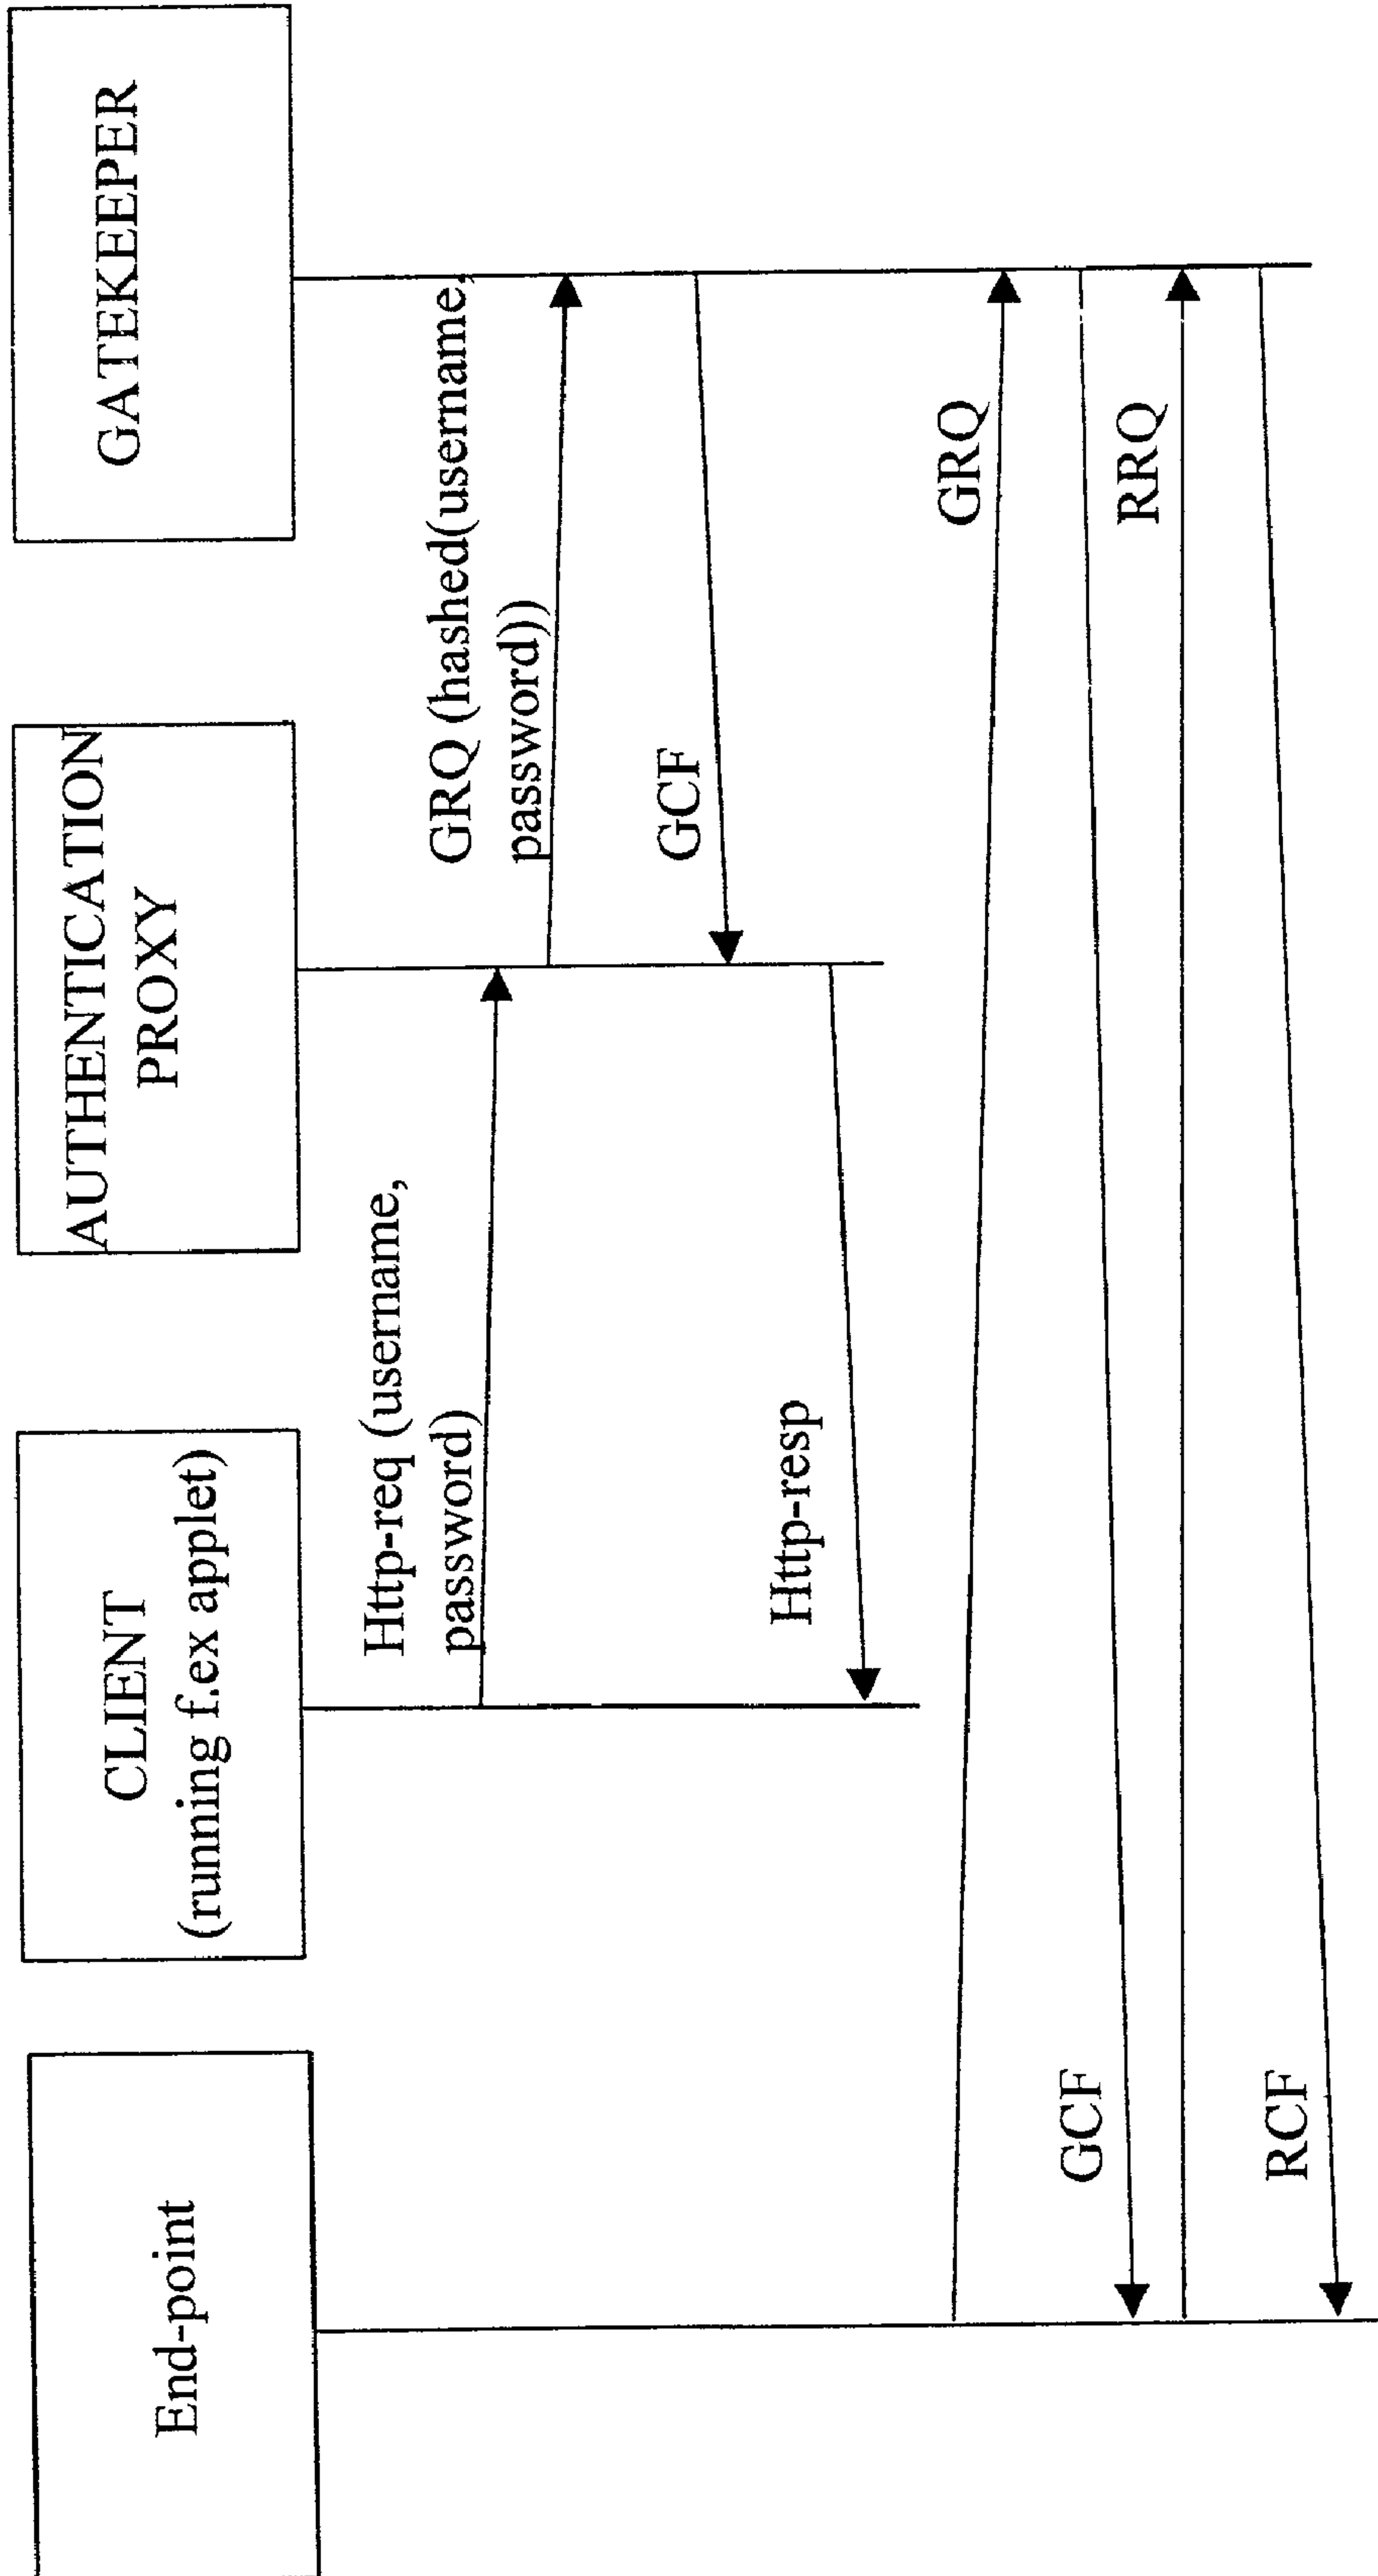 End-point
CLIENT
(running f.ex applet)
AUTHENTICATION
PROXY
GATEKEEPER
Http-req (username,
password)
GRQ (hashed(username,
password))
GCF
Http-resp
GRQ
GCF
RRQ
RCF